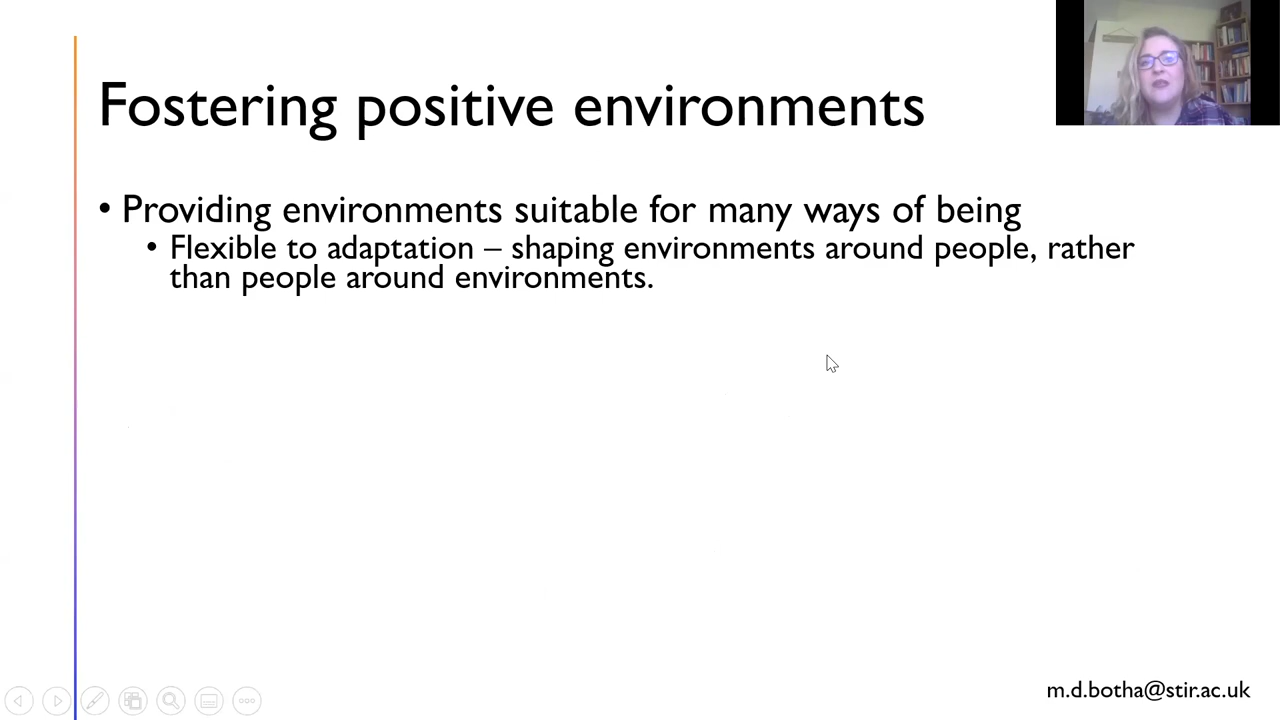 Fostering positive environments
• Providing environments suitable for many ways of being
• Flexible to adaptation – shaping environments around people, rather
than people around environments.
m.d.botha@stir.ac.uk